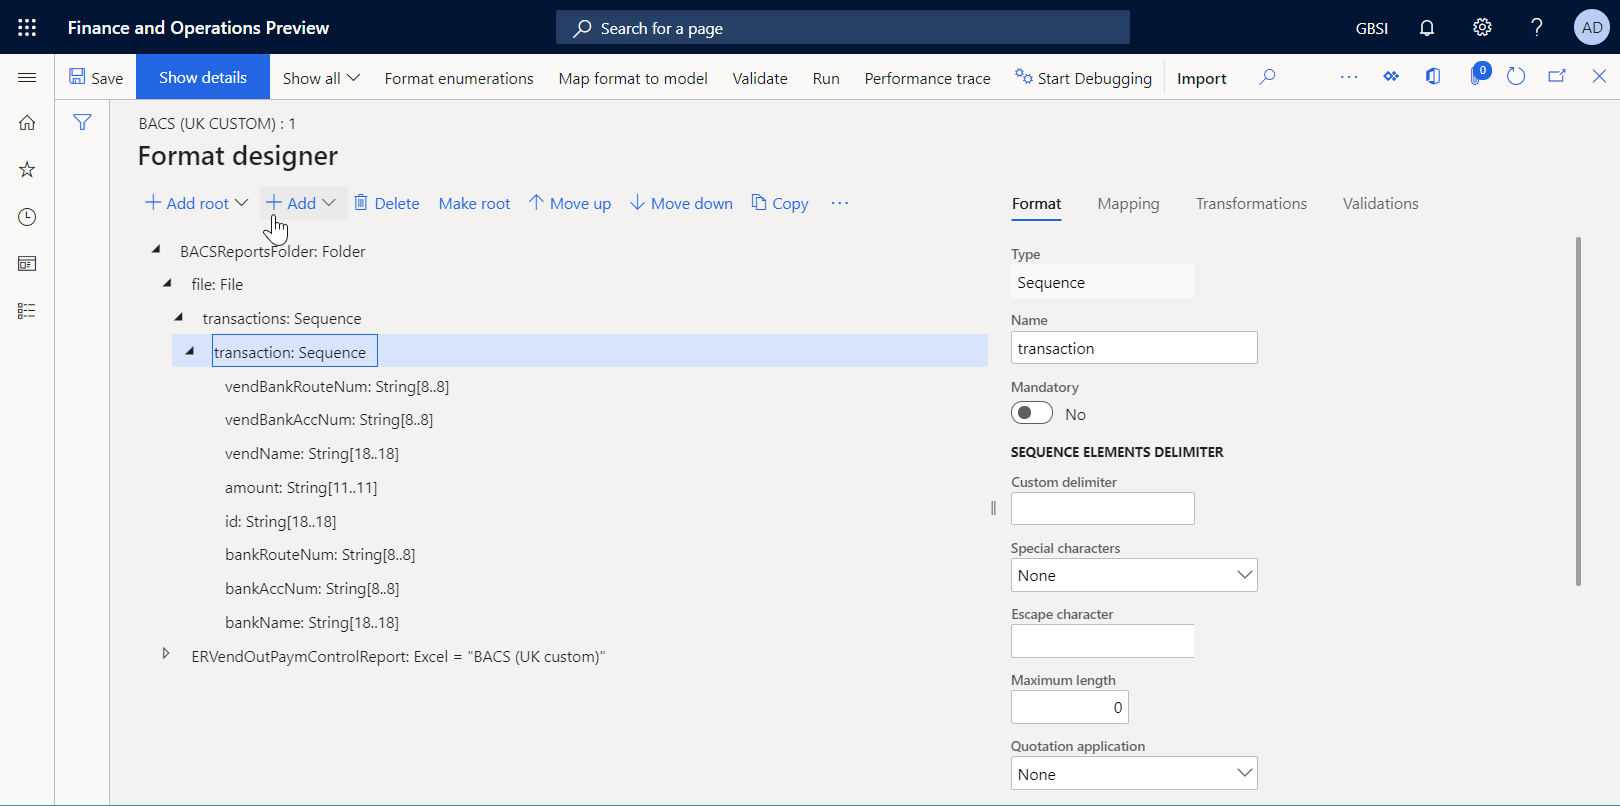 Finance and Operations Preview
Search for a page
GBSI
?
AD
Save
Show details
Show all
Format enumerations
Map format to model
Validate
Run
Performance trace
Start Debugging
Import
0
BACS (UK CUSTOM) : 1
Format designer
Add root
Add
Delete
Make root
Move up
Move down
Copy
Format
Mapping
Transformations
Validations
BACSReportsFolder: Folder
file: File
transactions: Sequence
transaction: Sequence
vendBankRouteNum: String[8..8]
vendBankAccNum: String[8..8]
vendName: String[18..18]
amount: String[11..11]
id: String[18..18]
bankRouteNum: String[8..8]
bankAccNum: String[8..8]
bankName: String[18..18]
ERVendOutPaymControlReport: Excel = "BACS (UK custom)"
Type
Sequence
Name
transaction
Mandatory
No
SEQUENCE ELEMENTS DELIMITER
Custom delimiter
Special characters
None
Escape character
Maximum length
0
Quotation application
None